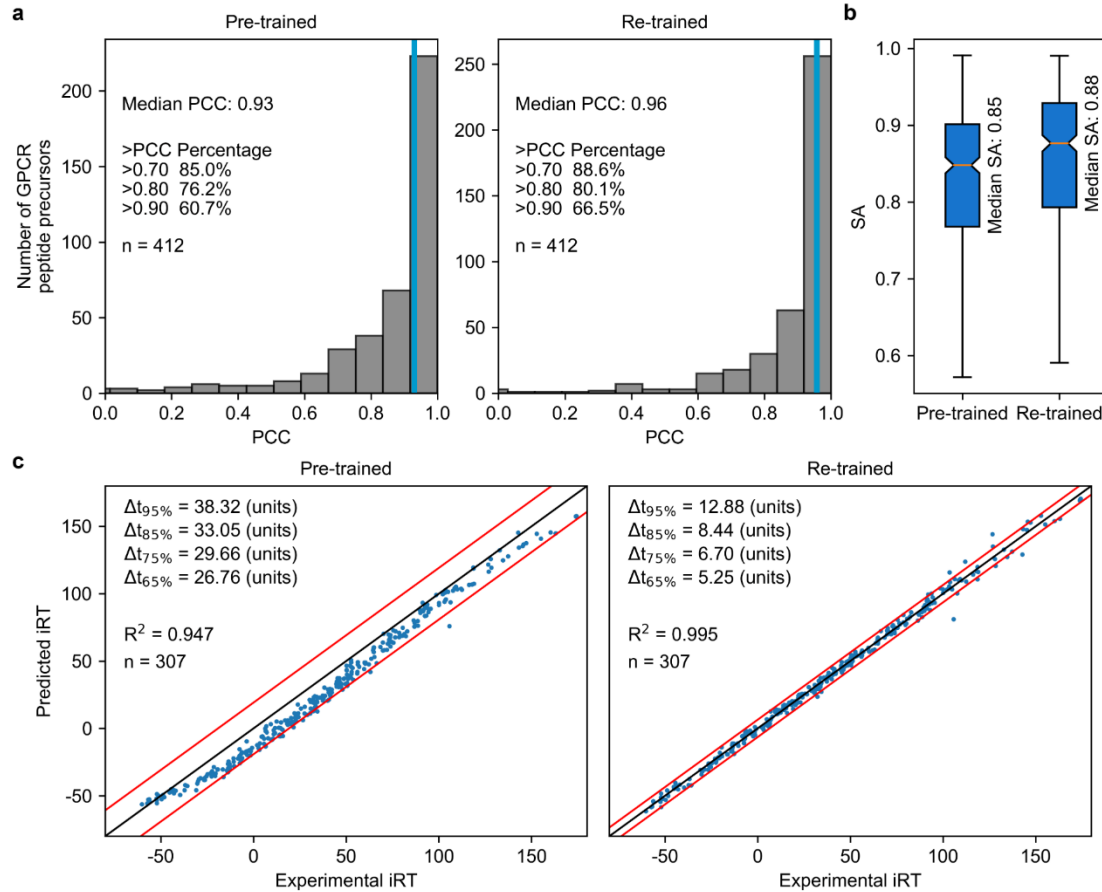 a
Pre-trained
Number of GPCR
peptide precursors
200
150
100
50
0
Median PCC: 0.93
>PCC Percentage
>0.70 85.0%
>0.80 76.2%
>0.90 60.7%
n = 412
0.0 0.2 0.4 0.6 0.8 1.0
PCC
Re-trained
250
200
150
100
50
0
Median PCC: 0.96
>PCC Percentage
>0.70 88.6%
>0.80 80.1%
>0.90 66.5%
n = 412
0.0 0.2 0.4 0.6 0.8 1.0
PCC
b
SA
1.0
0.9
0.8
0.7
0.6
Median SA: 0.85
Median SA: 0.88
Pre-trained Re-trained
c
Pre-trained
Predicted iRT
150
100
50
0
-50
Δt95% = 38.32 (units)
Δt85% = 33.05 (units)
Δt75% = 29.66 (units)
Δt65% = 26.76 (units)
R² = 0.947
n = 307
-50 0 50 100 150
Experimental iRT
Re-trained
Δt95% = 12.88 (units)
Δt85% = 8.44 (units)
Δt75% = 6.70 (units)
Δt65% = 5.25 (units)
R² = 0.995
n = 307
-50 0 50 100 150
Experimental iRT